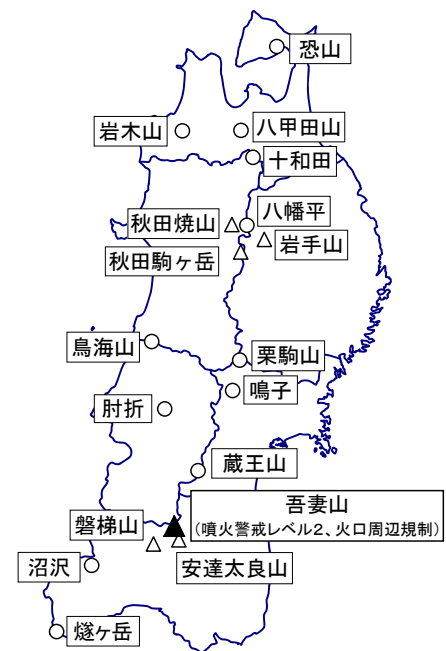 恐山
岩木山
八甲田山
十和田
秋田焼山
八幡平
岩手山
秋田駒ヶ岳
鳥海山
栗駒山
鳴子
肘折
蔵王山
吾妻山
(噴火警戒レベル2、火口周辺規制)
磐梯山
沼沢
安達太良山
燧ヶ岳